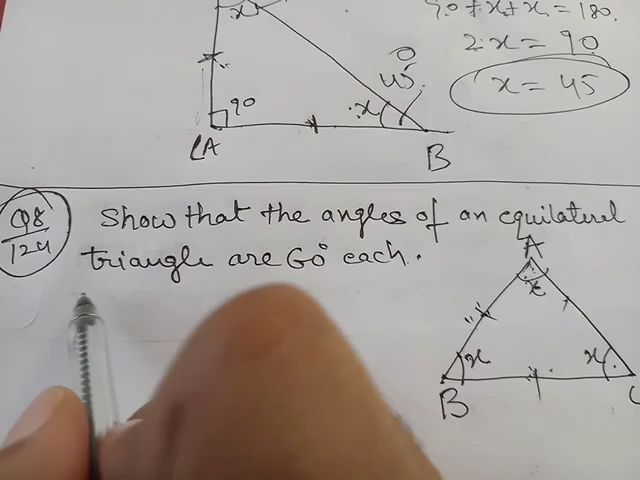 x
90 + x + x = 180.
2x = 90
x = 45
90
45
x
A
B
Q8
124
Show that the angles of an equilateral
triangle are 60° each.
A
x
x
x
B
C